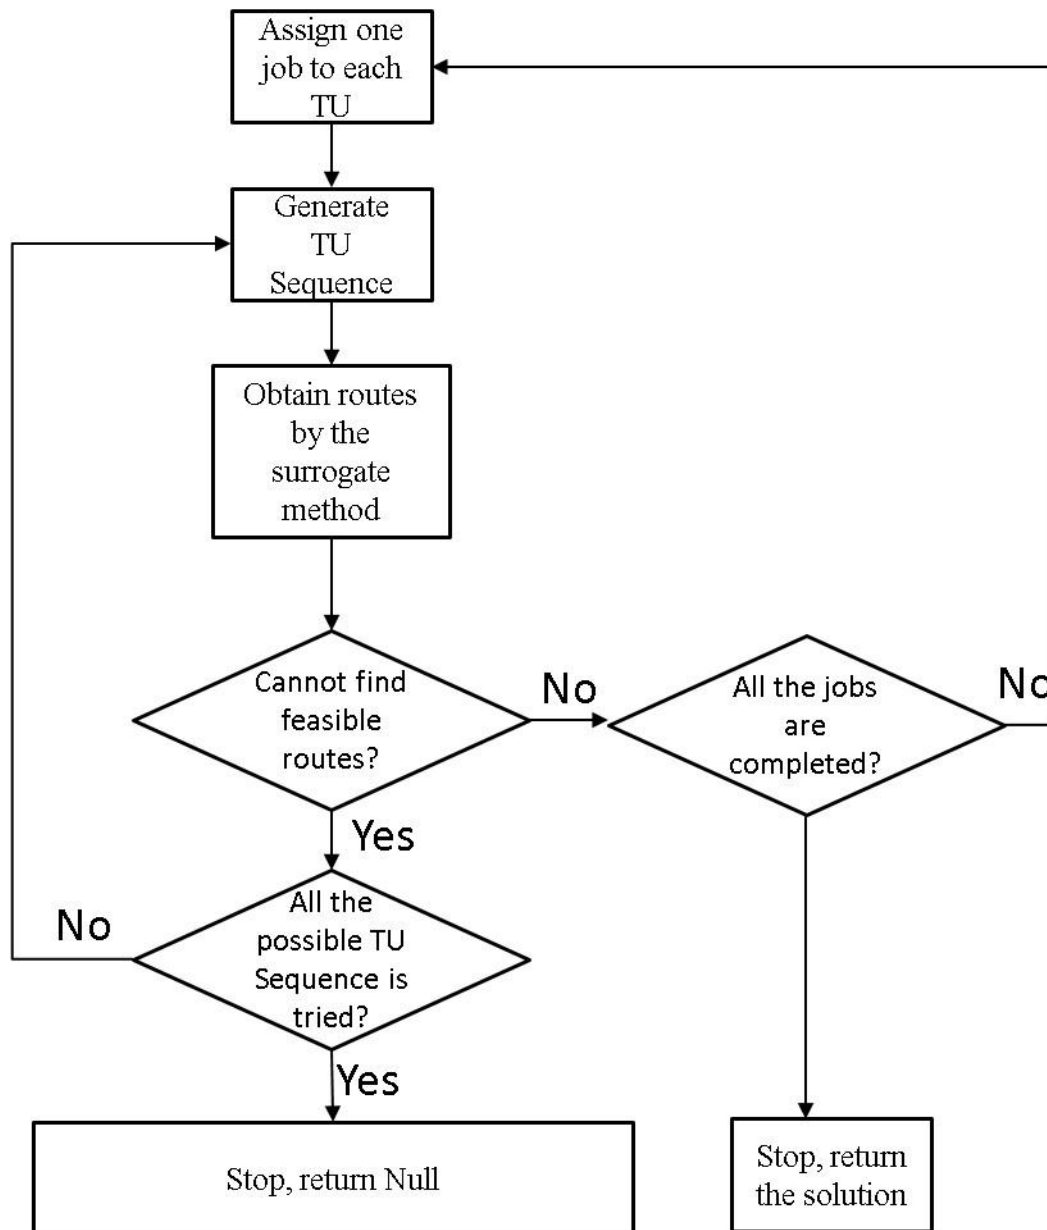 Assign one
job to each
TU
Generate
TU
Sequence
Obtain routes
by the
surrogate
method
Cannot find
feasible
routes?
No
All the jobs
are
completed?
No
Yes
No
All the
possible TU
Sequence is
tried?
Yes
Stop, return Null
Stop, return
the solution